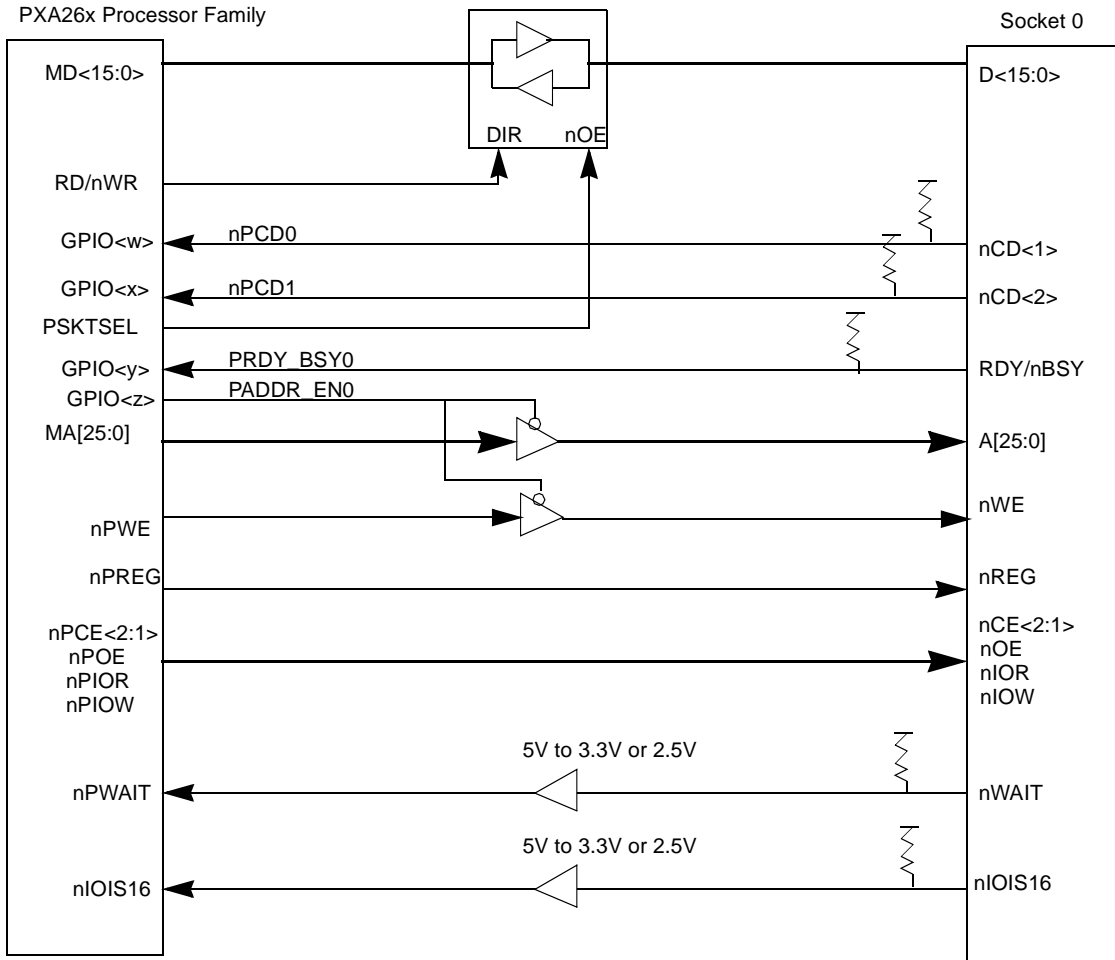 PXA26x Processor Family
Socket 0
MD<15:0>
D<15:0>
DIR nOE
RD/nWR
GPIO<w>
nPCD0
nCD<1>
GPIO<x>
nPCD1
nCD<2>
PSKTSEL
GPIO<y>
PRDY_BSY0
RDY/nBSY
GPIO<z>
PADDR_EN0
MA[25:0]
A[25:0]
nPWE
nWE
nPREG
nREG
nPCE<2:1>
nPOE
nPIOR
nPIOW
nCE<2:1>
nOE
nIOR
nIOW
5V to 3.3V or 2.5V
nPWAIT
nWAIT
5V to 3.3V or 2.5V
nIOIS16
nIOIS16